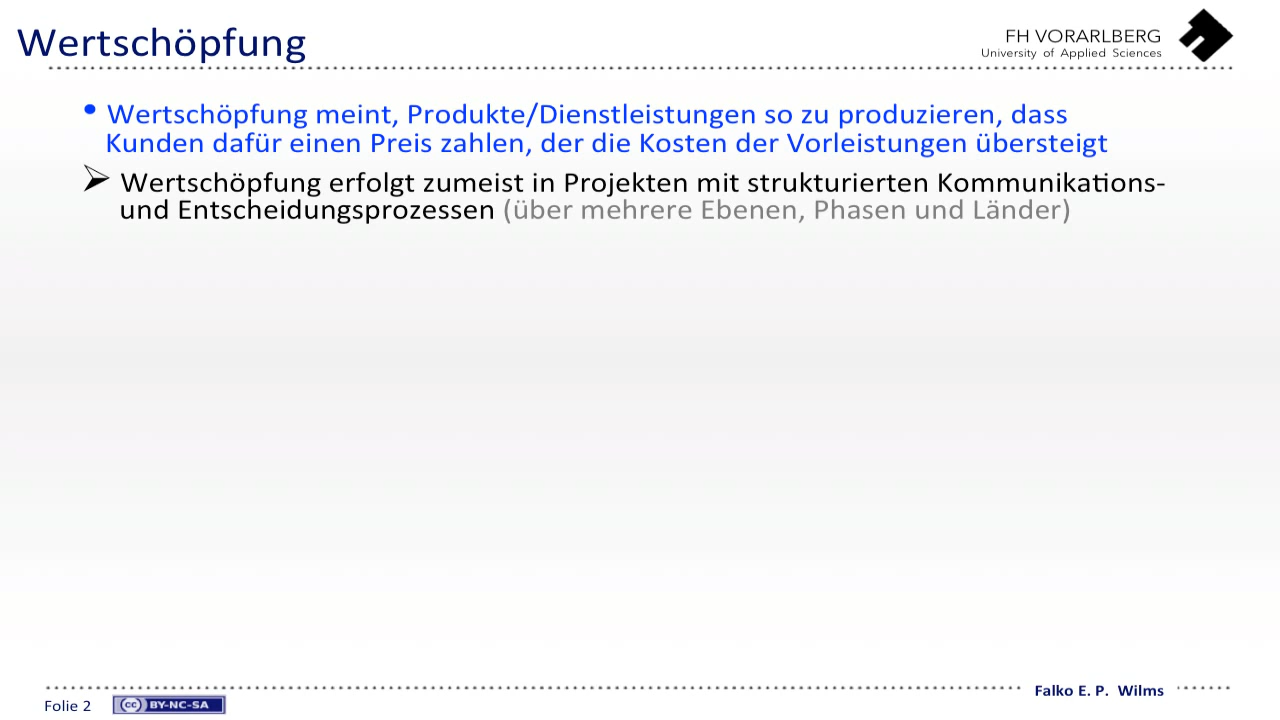 Wertschöpfung
FH VORARLBERG
University of Applied Sciences
• Wertschöpfung meint, Produkte/Dienstleistungen so zu produzieren, dass
Kunden dafür einen Preis zahlen, der die Kosten der Vorleistungen übersteigt
➢ Wertschöpfung erfolgt zumeist in Projekten mit strukturierten Kommunikations-
und Entscheidungsprozessen (über mehrere Ebenen, Phasen und Länder)
Falko E. P. Wilms
Folie 2
cc BY-NC-SA